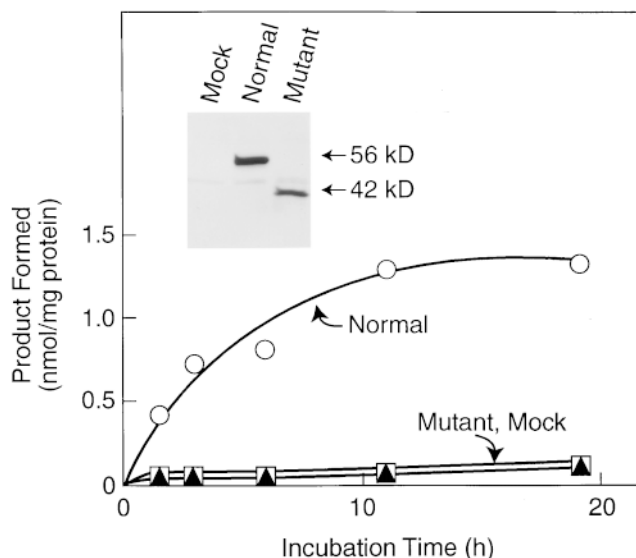 Mock
Normal
Mutant
←56 kD
←42 kD
Product Formed
(nmol/mg protein)
1.5
1.0
0.5
0
Normal
Mutant, Mock
0
10
20
Incubation Time (h)